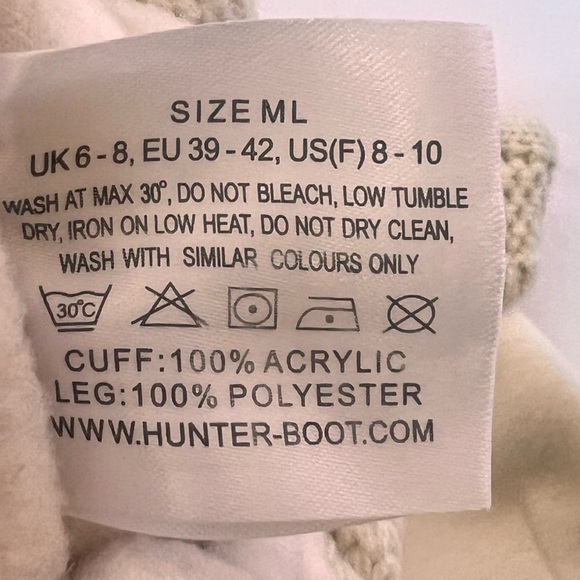 SIZE ML
UK 6 - 8, EU 39 - 42, US(F) 8 - 10
WASH AT MAX 30°, DO NOT BLEACH, LOW TUMBLE
DRY, IRON ON LOW HEAT, DO NOT DRY CLEAN,
WASH WITH SIMILAR COLOURS ONLY
30°C
CUFF:100% ACRYLIC
LEG:100% POLYESTER
WWW.HUNTER-BOOT.COM